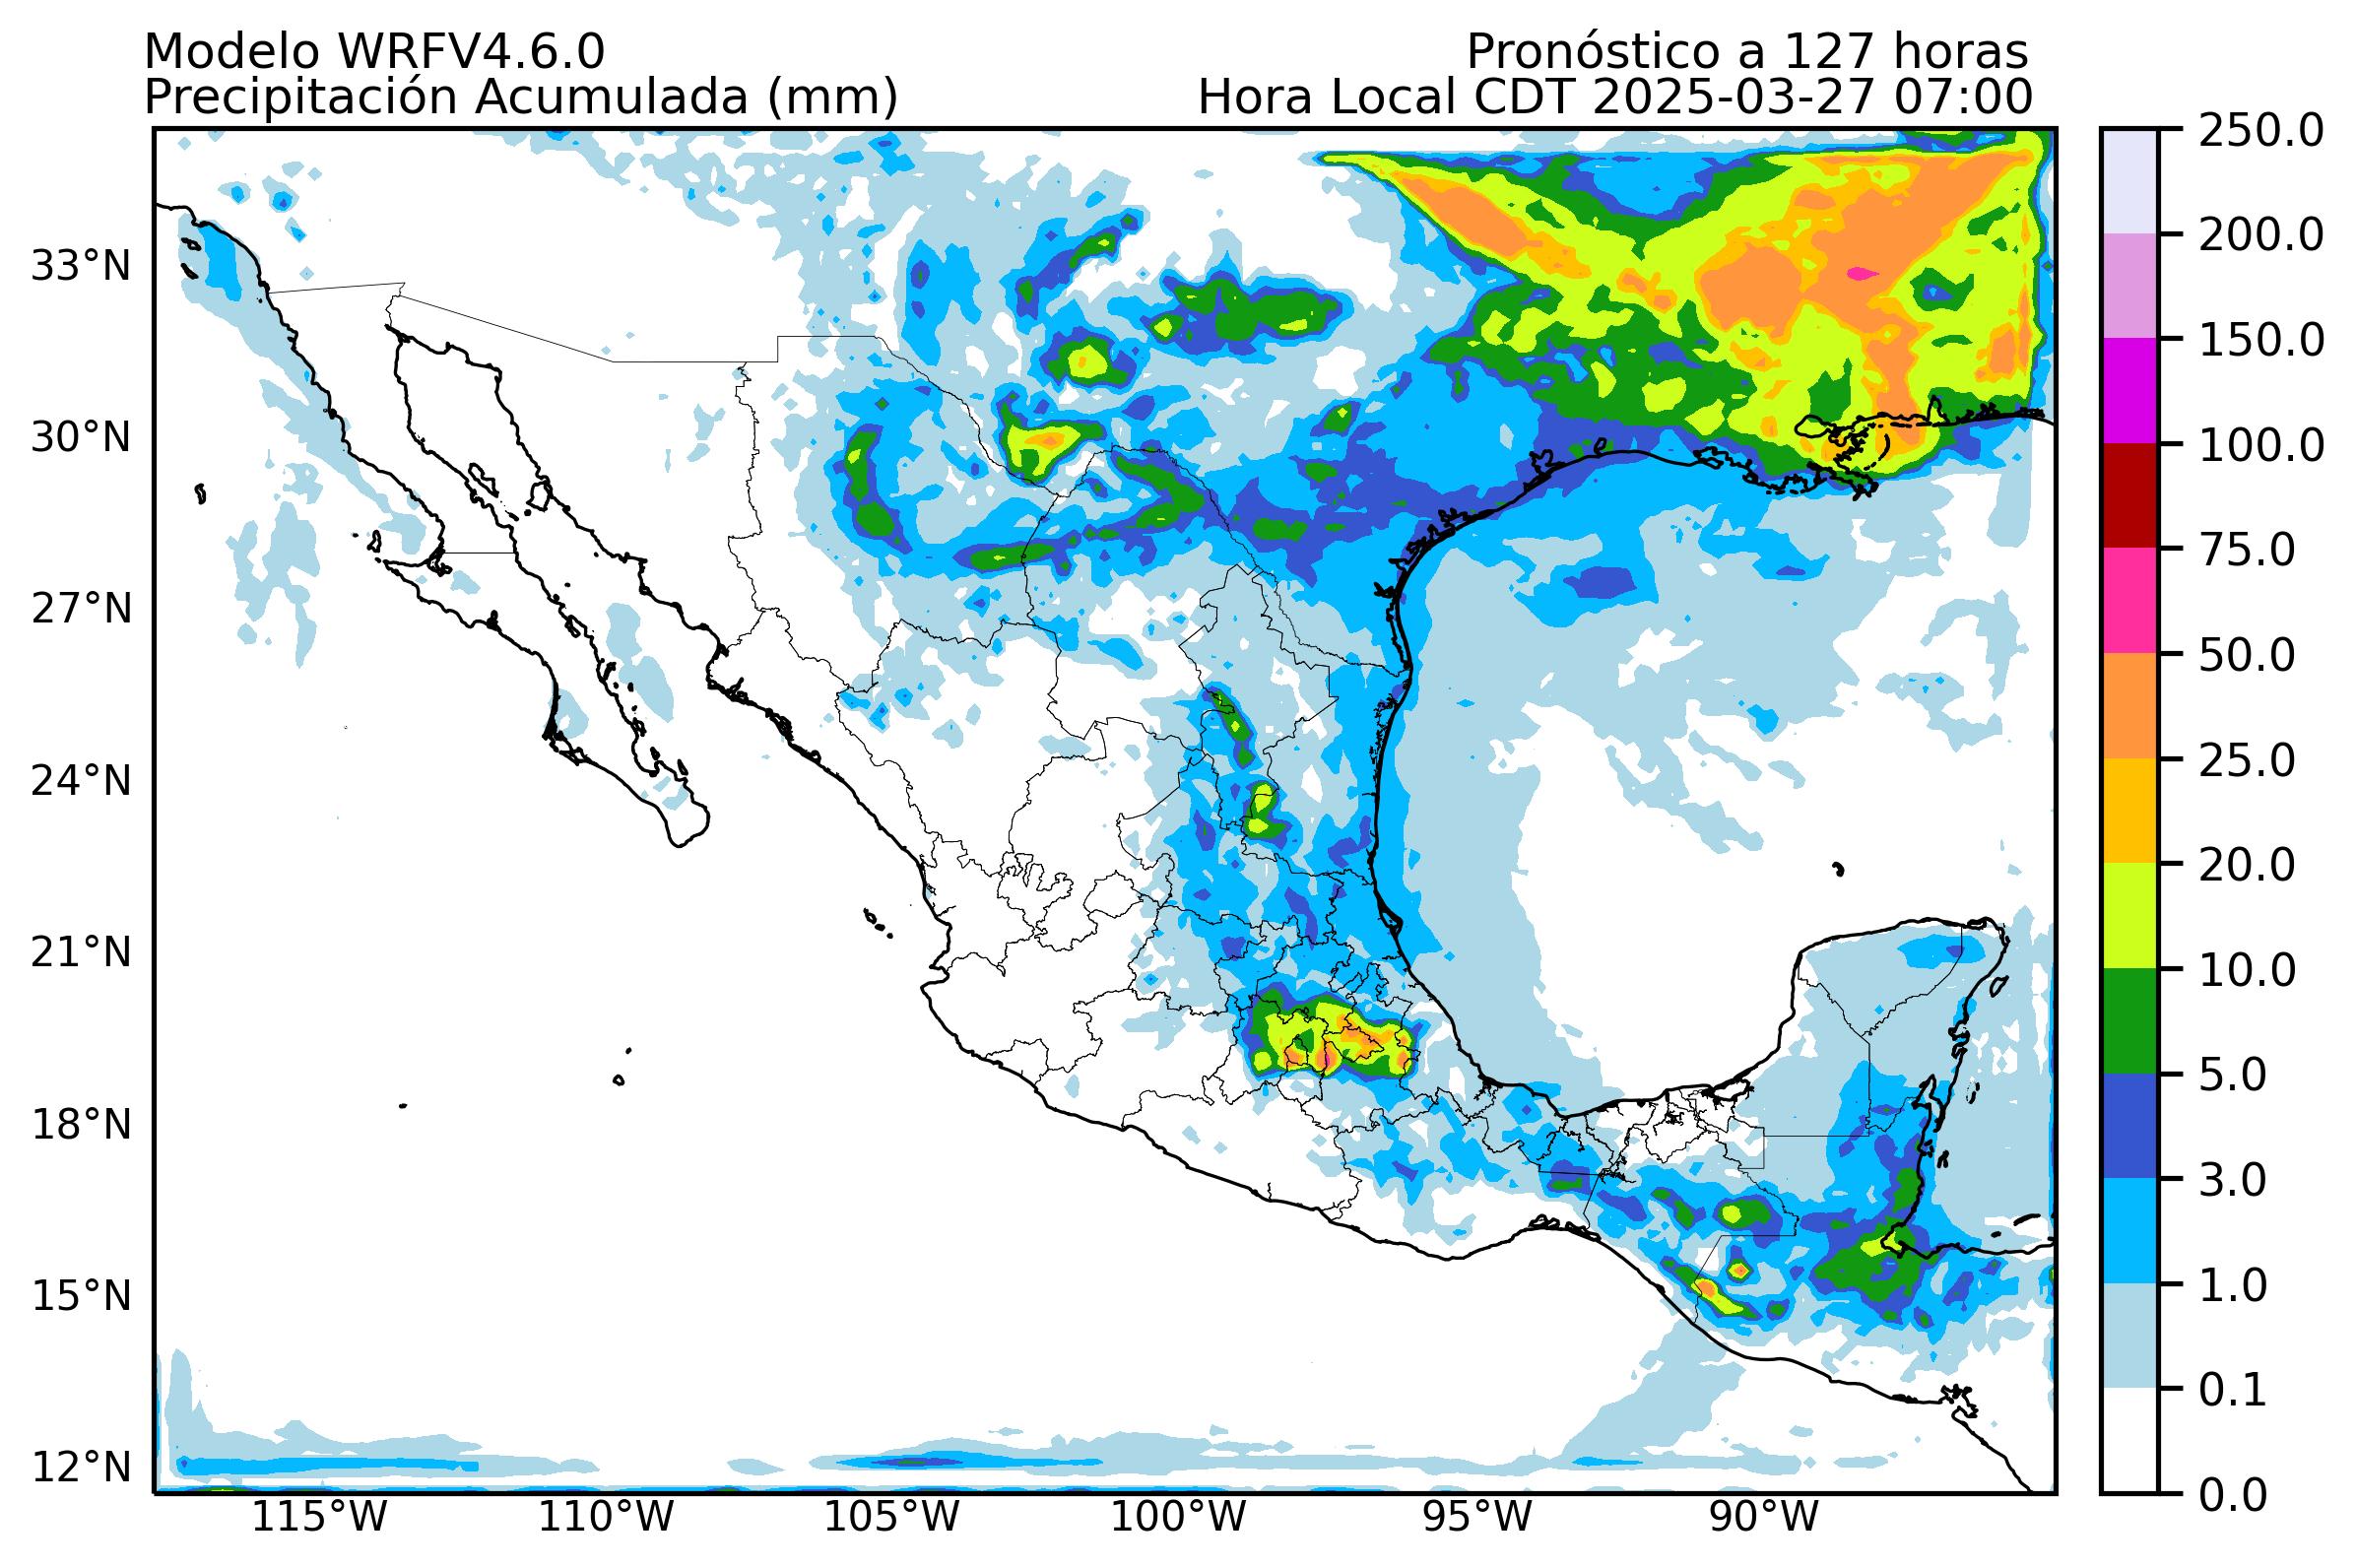 Modelo WRFV4.6.0
Pronóstico a 127 horas
Precipitación Acumulada (mm)
Hora Local CDT 2025-03-27 07:00
33°N
30°N
27°N
24°N
21°N
18°N
15°N
12°N
115°W
110°W
105°W
100°W
95°W
90°W
250.0
200.0
150.0
100.0
75.0
50.0
25.0
20.0
10.0
5.0
3.0
1.0
0.1
0.0